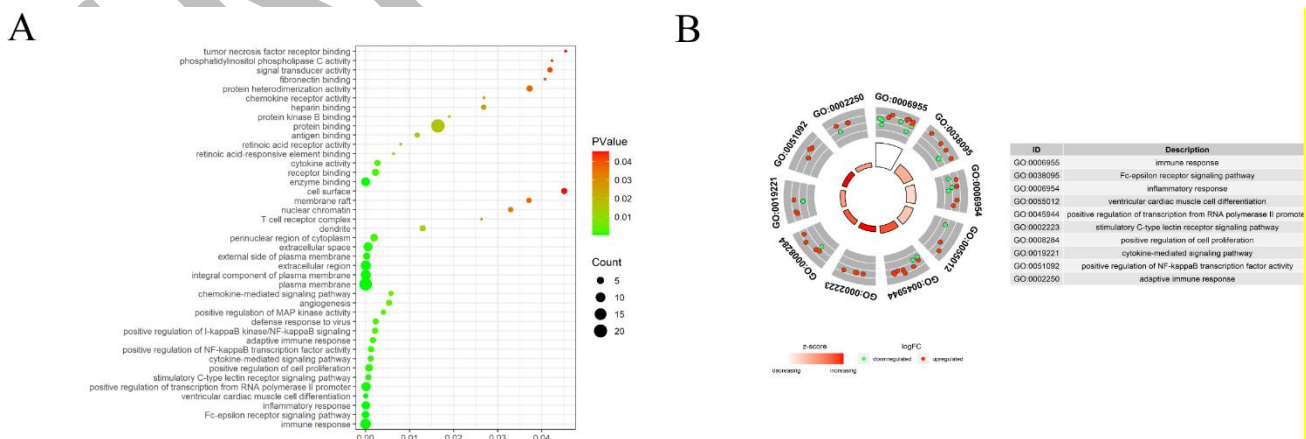 A
tumor necrosis factor receptor binding
phosphatidylinositol phospholipase C activity
signal transducer activity
fibronectin binding
protein heterodimerization activity
chemokine receptor activity
heparin binding
protein kinase B binding
protein binding
antigen binding
retinoic acid receptor activity
retinoic acid-responsive element binding
cytokine activity
receptor binding
enzyme binding
cell surface
membrane raft
nuclear chromatin
T cell receptor complex
dendrite
perinuclear region of cytoplasm
extracellular space
external side of plasma membrane
extracellular region
integral component of plasma membrane
plasma membrane
chemokine-mediated signaling pathway
angiogenesis
positive regulation of MAP kinase activity
defense response to virus
positive regulation of I-kappaB kinase/NF-kappaB signaling
adaptive immune response
positive regulation of NF-kappaB transcription factor activity
cytokine-mediated signaling pathway
positive regulation of cell proliferation
stimulatory C-type lectin receptor signaling pathway
positive regulation of transcription from RNA polymerase II promoter
ventricular cardiac muscle cell differentiation
inflammatory response
Fc-epsilon receptor signaling pathway
immune response
0.00 0.01 0.02 0.03 0.04
PValue
0.04
0.03
0.02
0.01
Count
5
10
15
20
B
GO:0006955
GO:0038095
GO:0006954
GO:0055012
GO:0045944
GO:0002223
GO:0008284
GO:0019221
GO:0051092
GO:0002250
z-score
decreasing increasing
logFC
downregulated upregulated
ID Description
GO:0006955 immune response
GO:0038095 Fc-epsilon receptor signaling pathway
GO:0006954 inflammatory response
GO:0055012 ventricular cardiac muscle cell differentiation
GO:0045944 positive regulation of transcription from RNA polymerase II promote
GO:0002223 stimulatory C-type lectin receptor signaling pathway
GO:0008284 positive regulation of cell proliferation
GO:0019221 cytokine-mediated signaling pathway
GO:0051092 positive regulation of NF-kappaB transcription factor activity
GO:0002250 adaptive immune response